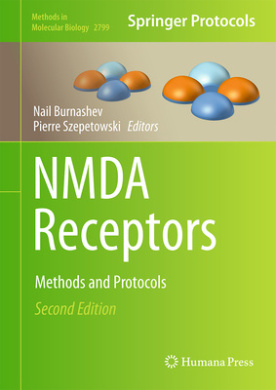 Methods in
Molecular Biology 2799
Springer Protocols
Nail Burnashev
Pierre Szepetowski Editors
NMDA
Receptors
Methods and Protocols
Second Edition
Humana Press